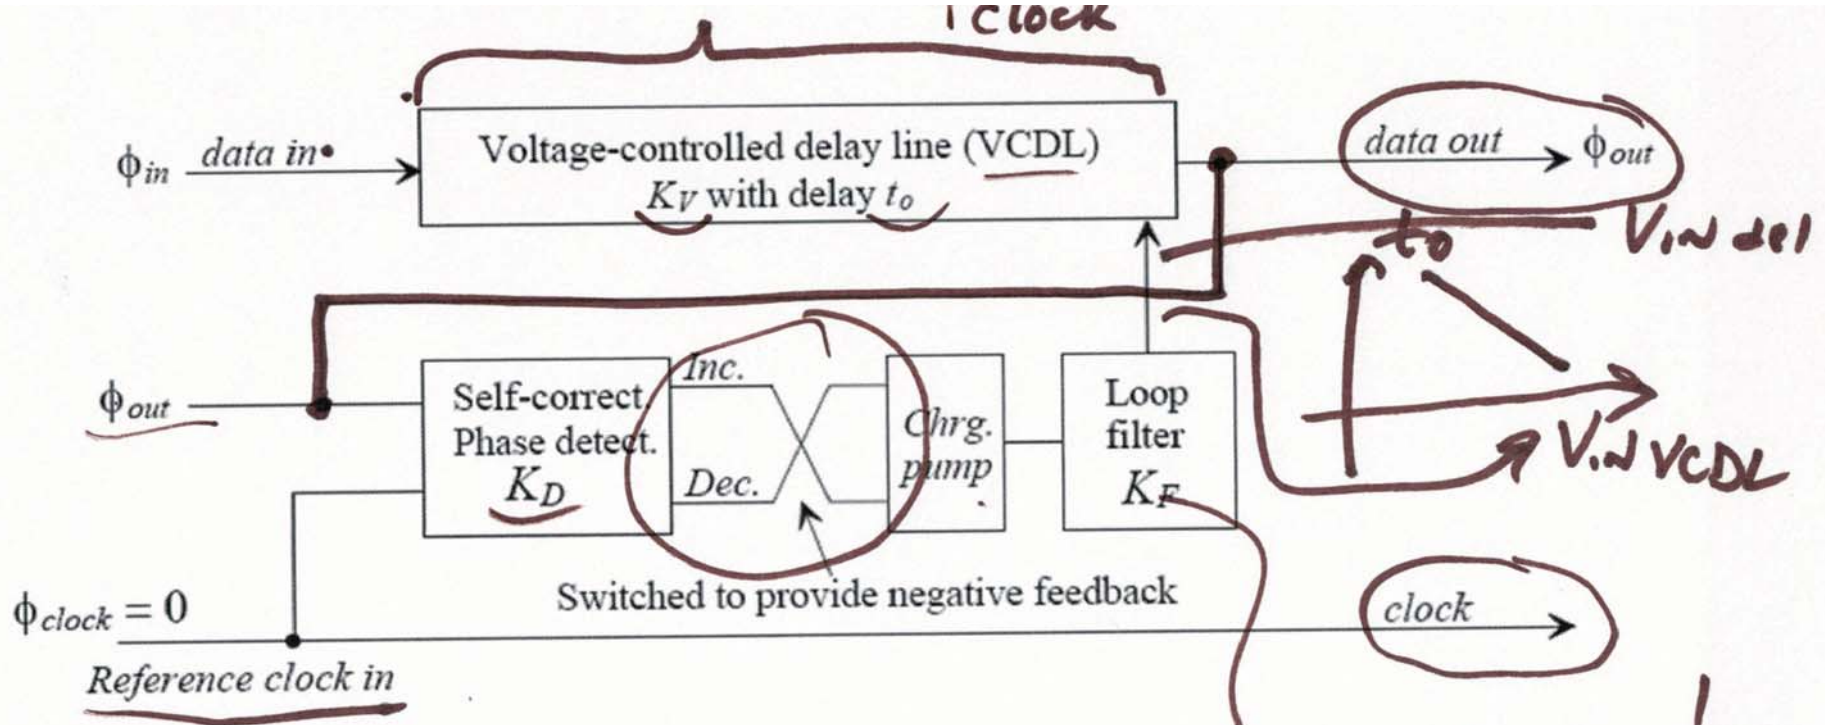 clock
ϕin data in
Voltage-controlled delay line (VCDL)
KV with delay to
data out ϕout
to
VIN del
ϕout
Self-correct.
Phase detect.
KD
Inc.
Dec.
Chrg.
pump
Loop
filter
KF
VIN VCDL
Switched to provide negative feedback
ϕclock = 0
clock
Reference clock in